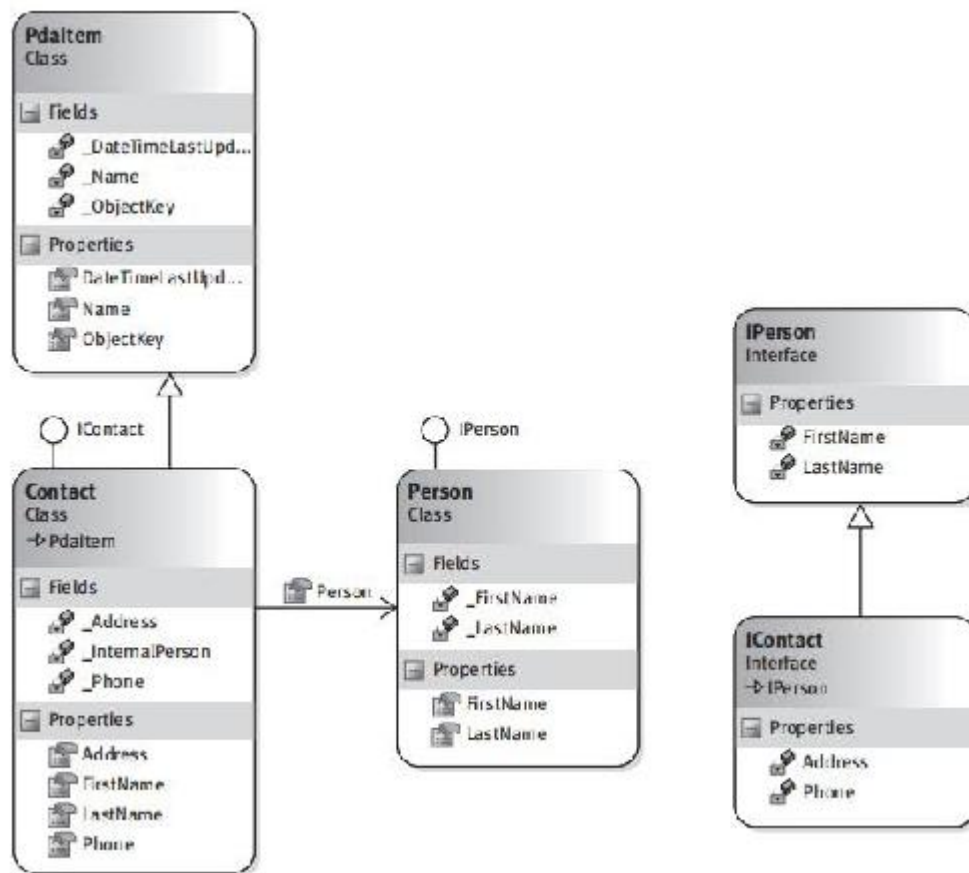 PdaItem
Class
Fields
_DateTimeLastUpd...
_Name
_ObjectKey
Properties
DateTimeLastUpd...
Name
ObjectKey
IContact
Contact
Class
PdaItem
Fields
_Address
_InternalPerson
_Phone
Properties
Address
FirstName
LastName
Phone
Person
IPerson
Person
Class
Fields
_FirstName
_LastName
Properties
FirstName
LastName
IPerson
Interface
Properties
FirstName
LastName
IContact
Interface
IPerson
Properties
Address
Phone